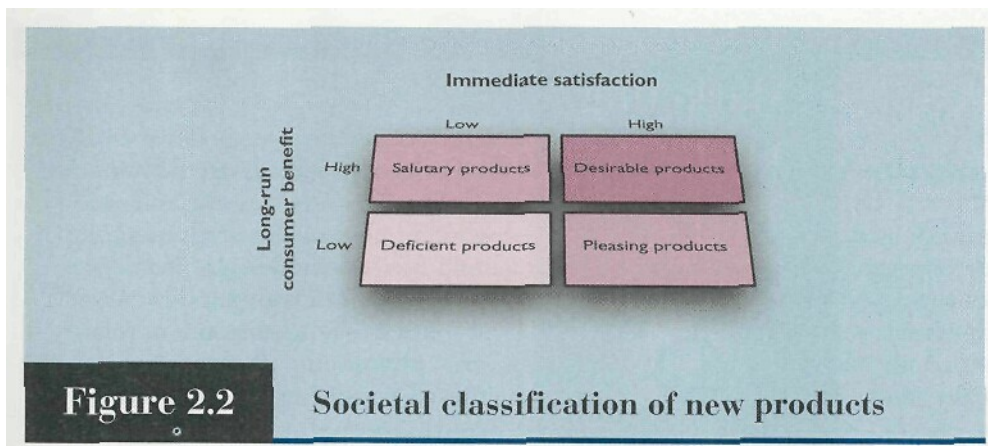 Immediate satisfaction
Low High
Long-run
consumer benefit
High Salutary products Desirable products
Low Deficient products Pleasing products
Figure 2.2 Societal classification of new products